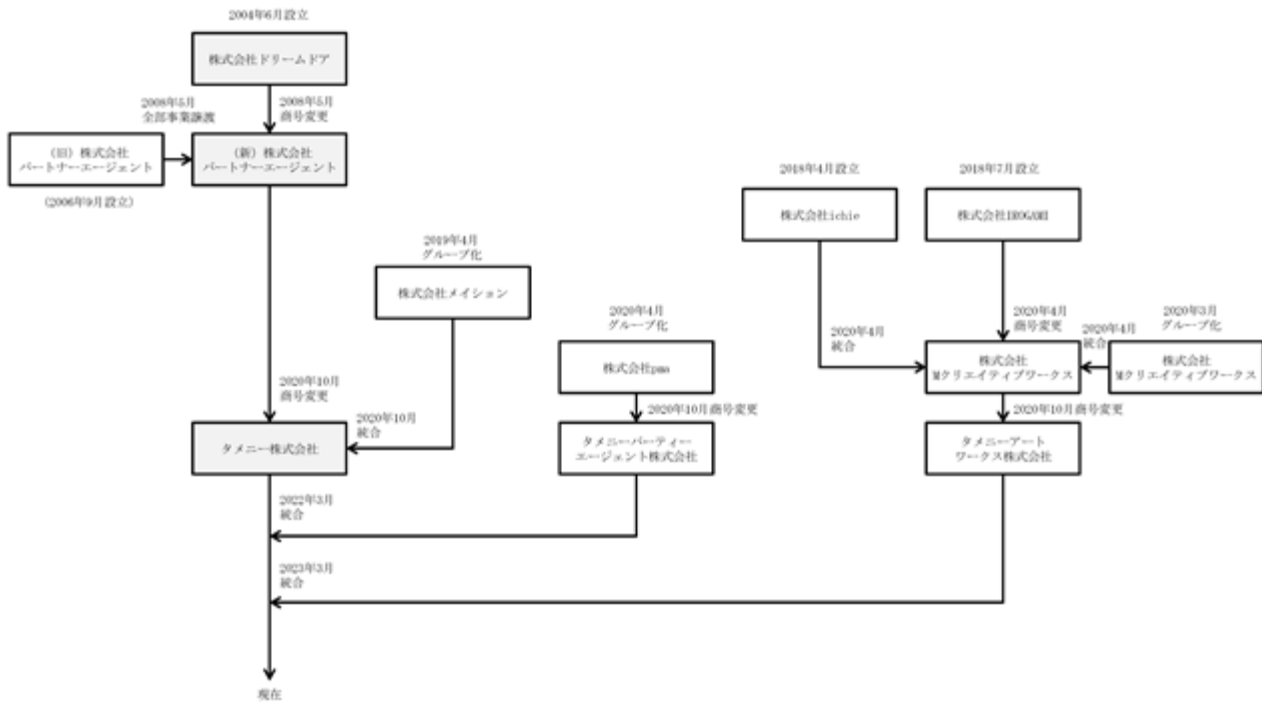 2004年6月設立
株式会社ドリームドア
2008年5月
全部事業譲渡
2008年5月
商号変更
(旧)株式会社
パートナーエージェント
(新)株式会社
パートナーエージェント
(2006年9月設立)
2018年4月設立
2018年7月設立
株式会社ichie
株式会社IROGAMI
2019年4月
グループ化
株式会社メイション
2020年4月
グループ化
株式会社pma
2020年4月
統合
2020年4月
商号変更
2020年4月
統合
2020年3月
グループ化
株式会社
Mクリエイティブワークス
株式会社
Mクリエイティブワークス
2020年10月
商号変更
2020年10月
統合
2020年10月商号変更
2020年10月商号変更
タメニー株式会社
タメニーパーティー
エージェント株式会社
タメニーアート
ワークス株式会社
2022年3月
統合
2023年3月
統合
現在